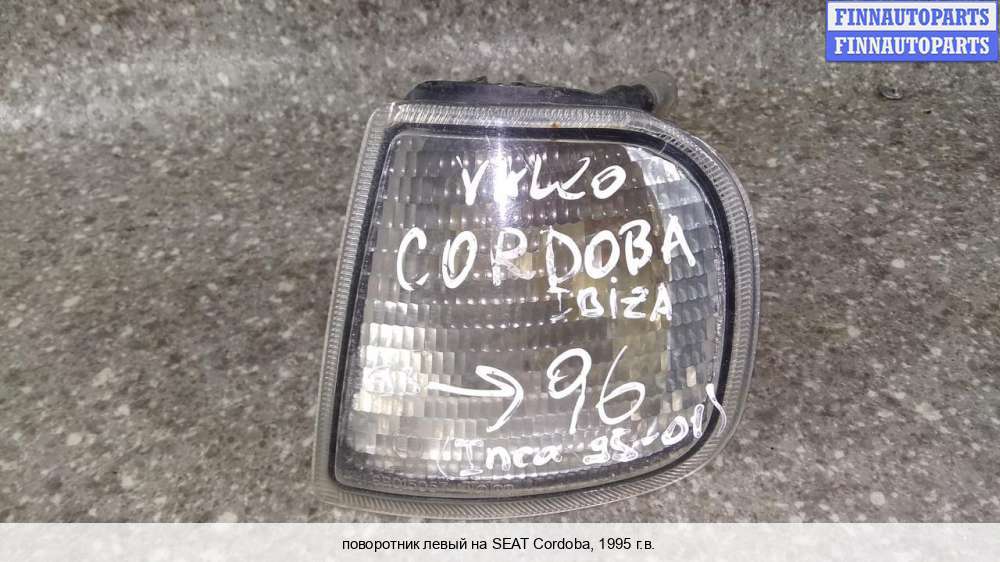 FINNAUTOPARTS
FINNAUTOPARTS
CORDOBA
IBIZA
→ 96
(Inca 95-01)
поворотник левый на SEAT Cordoba, 1995 г.в.